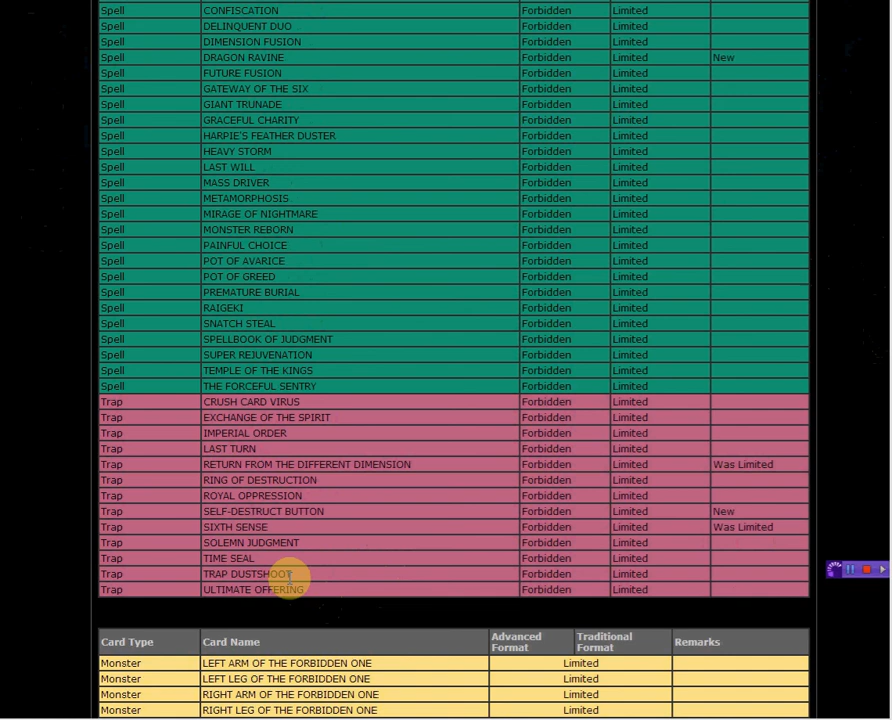 Spell CONFISCATION Forbidden Limited
Spell DELINQUENT DUO Forbidden Limited
Spell DIMENSION FUSION Forbidden Limited
Spell DRAGON RAVINE Forbidden Limited New
Spell FUTURE FUSION Forbidden Limited
Spell GATEWAY OF THE SIX Forbidden Limited
Spell GIANT TRUNADE Forbidden Limited
Spell GRACEFUL CHARITY Forbidden Limited
Spell HARPIE'S FEATHER DUSTER Forbidden Limited
Spell HEAVY STORM Forbidden Limited
Spell LAST WILL Forbidden Limited
Spell MASS DRIVER Forbidden Limited
Spell METAMORPHOSIS Forbidden Limited
Spell MIRAGE OF NIGHTMARE Forbidden Limited
Spell MONSTER REBORN Forbidden Limited
Spell PAINFUL CHOICE Forbidden Limited
Spell POT OF AVARICE Forbidden Limited
Spell POT OF GREED Forbidden Limited
Spell PREMATURE BURIAL Forbidden Limited
Spell RAIGEKI Forbidden Limited
Spell SNATCH STEAL Forbidden Limited
Spell SPELLBOOK OF JUDGMENT Forbidden Limited
Spell SUPER REJUVENATION Forbidden Limited
Spell TEMPLE OF THE KINGS Forbidden Limited
Spell THE FORCEFUL SENTRY Forbidden Limited
Trap CRUSH CARD VIRUS Forbidden Limited
Trap EXCHANGE OF THE SPIRIT Forbidden Limited
Trap IMPERIAL ORDER Forbidden Limited
Trap LAST TURN Forbidden Limited
Trap RETURN FROM THE DIFFERENT DIMENSION Forbidden Limited Was Limited
Trap RING OF DESTRUCTION Forbidden Limited
Trap ROYAL OPPRESSION Forbidden Limited
Trap SELF-DESTRUCT BUTTON Forbidden Limited New
Trap SIXTH SENSE Forbidden Limited Was Limited
Trap SOLEMN JUDGMENT Forbidden Limited
Trap TIME SEAL Forbidden Limited
Trap TRAP DUSTSHOOT Forbidden Limited
Trap ULTIMATE OFFERING Forbidden Limited
Card Type Card Name Advanced Format Traditional Format Remarks
Monster LEFT ARM OF THE FORBIDDEN ONE Limited
Monster LEFT LEG OF THE FORBIDDEN ONE Limited
Monster RIGHT ARM OF THE FORBIDDEN ONE Limited
Monster RIGHT LEG OF THE FORBIDDEN ONE Limited